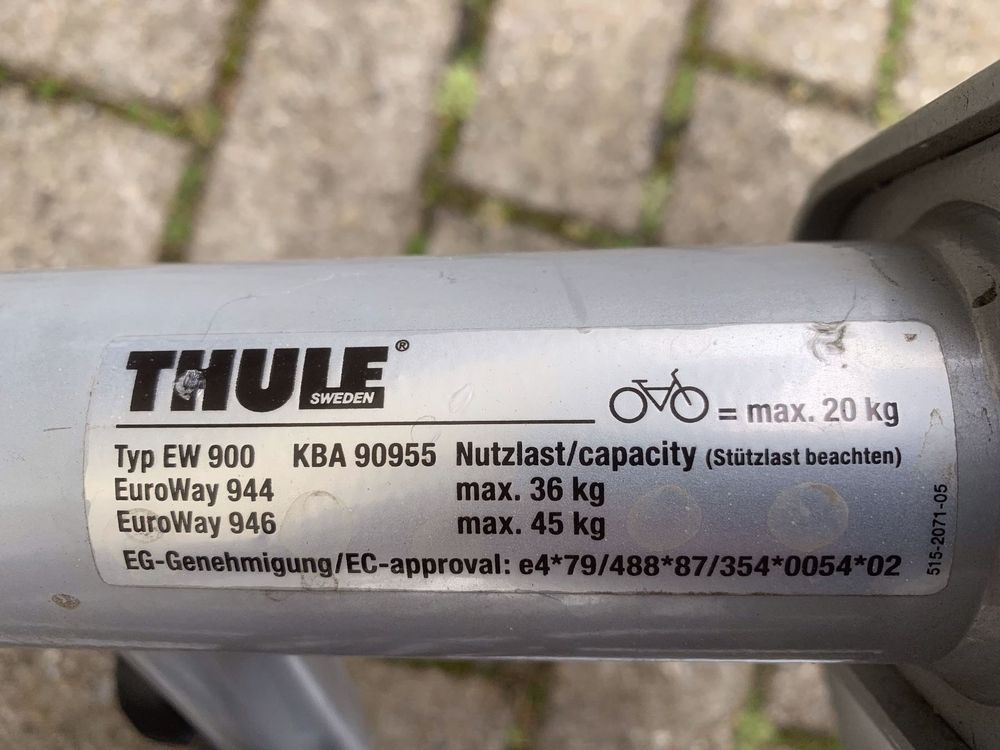 THULE®
SWEDEN
= max. 20 kg
Typ EW 900 KBA 90955 Nutzlast/capacity (Stützlast beachten)
EuroWay 944 max. 36 kg
EuroWay 946 max. 45 kg
EG-Genehmigung/EC-approval: e4*79/488*87/354*0054*02
515-2071-05